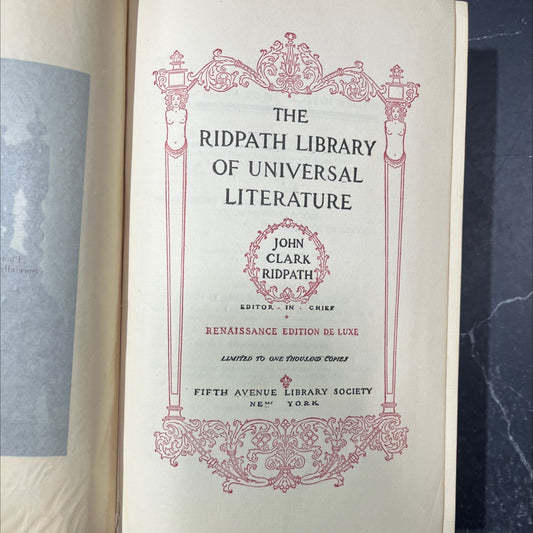 THE
RIDPATH LIBRARY
OF UNIVERSAL
LITERATURE
JOHN
CLARK
RIDPATH
EDITOR - IN - CHIEF
RENAISSANCE EDITION DE LUXE
LIMITED TO ONE THOUSAND COPIES
FIFTH AVENUE LIBRARY SOCIETY
NEW YORK